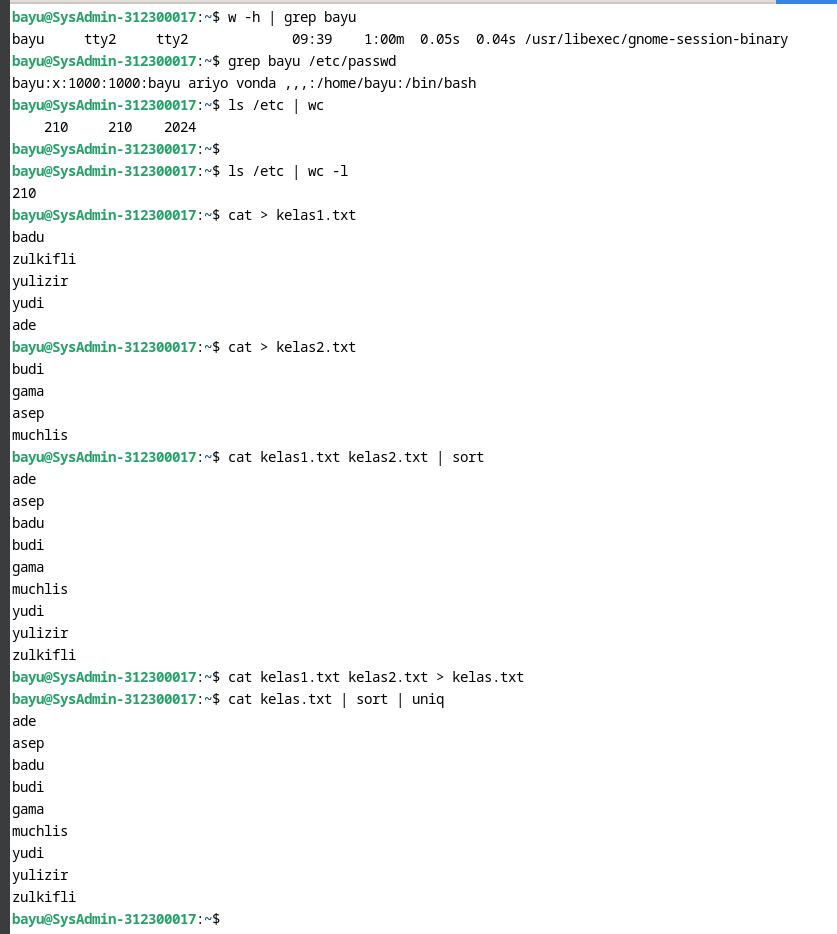 bayu@SysAdmin-312300017:~$ w -h | grep bayu
bayu     tty2     tty2             09:39    1:00m  0.05s  0.04s /usr/libexec/gnome-session-binary
bayu@SysAdmin-312300017:~$ grep bayu /etc/passwd
bayu:x:1000:1000:bayu ariyo vonda ,,,:/home/bayu:/bin/bash
bayu@SysAdmin-312300017:~$ ls /etc | wc
    210     210    2024
bayu@SysAdmin-312300017:~$
bayu@SysAdmin-312300017:~$ ls /etc | wc -l
210
bayu@SysAdmin-312300017:~$ cat > kelas1.txt
badu
zulkifli
yulizir
yudi
ade
bayu@SysAdmin-312300017:~$ cat > kelas2.txt
budi
gama
asep
muchlis
bayu@SysAdmin-312300017:~$ cat kelas1.txt kelas2.txt | sort
ade
asep
badu
budi
gama
muchlis
yudi
yulizir
zulkifli
bayu@SysAdmin-312300017:~$ cat kelas1.txt kelas2.txt > kelas.txt
bayu@SysAdmin-312300017:~$ cat kelas.txt | sort | uniq
ade
asep
badu
budi
gama
muchlis
yudi
yulizir
zulkifli
bayu@SysAdmin-312300017:~$